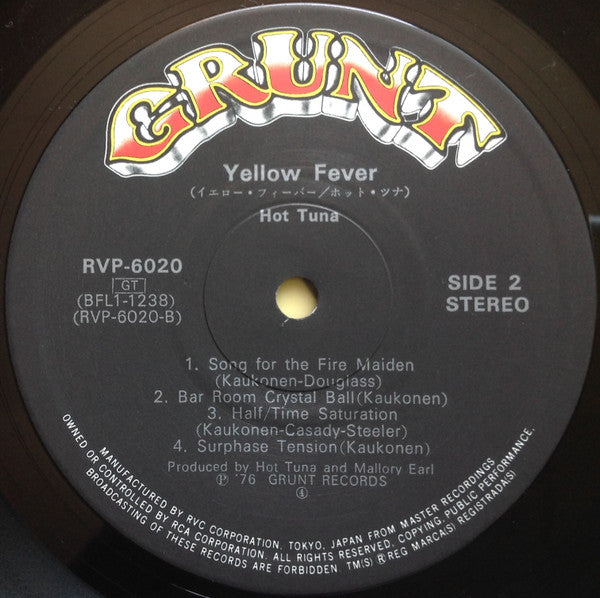 GRUNT
Yellow Fever
(イエロー・フィーバー/ホット・ツナ)
Hot Tuna
RVP-6020
GT
(BFL1-1238)
(RVP-6020-B)
SIDE 2
STEREO
1. Song for the Fire Maiden
(Kaukonen-Douglass)
2. Bar Room Crystal Ball(Kaukonen)
3. Half/Time Saturation
(Kaukonen-Casady-Steeler)
4. Surphase Tension(Kaukonen)
Produced by Hot Tuna and Mallory Earl
Ⓟ '76 GRUNT RECORDS
④
MANUFACTURED BY RVC CORPORATION, TOKYO, JAPAN FROM MASTER RECORDINGS
OWNED OR CONTROLLED BY RCA CORPORATION. ALL RIGHTS RESERVED. COPYING, PUBLIC PERFORMANCE,
BROADCASTING OF THESE RECORDS ARE FORBIDDEN. TM(S) ® REG MARCA(S) REGISTRADA(S)